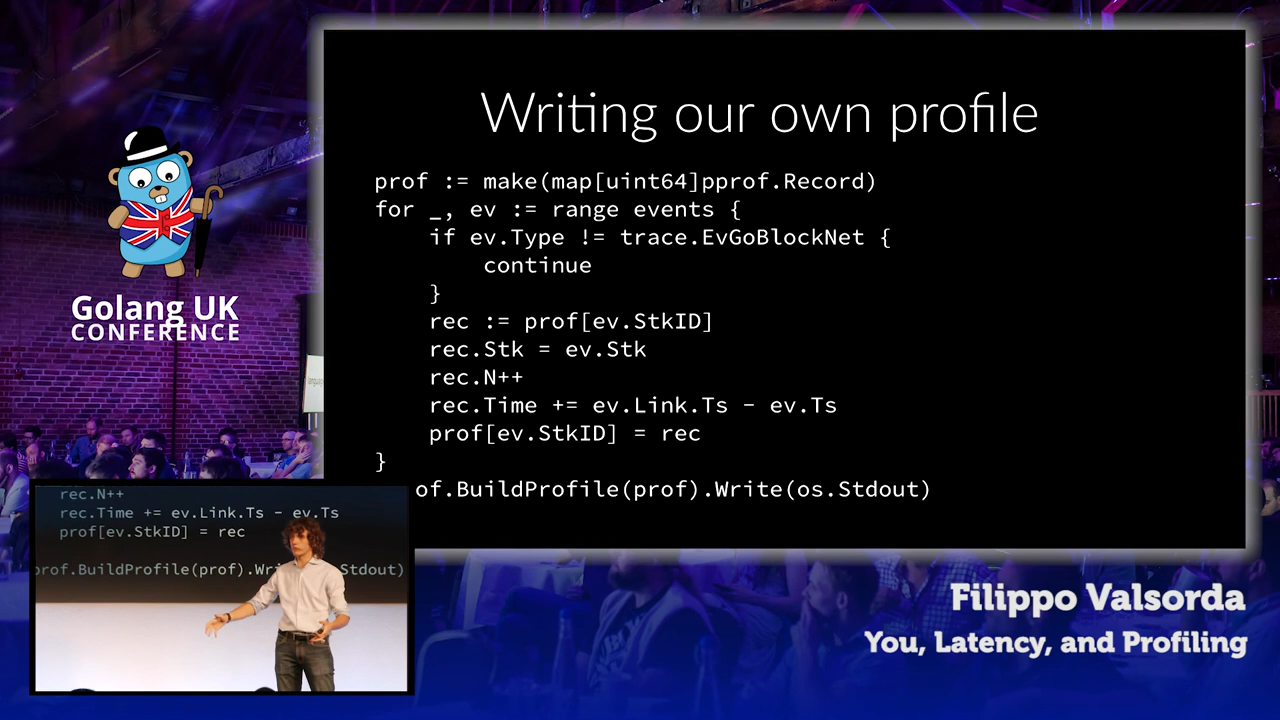 Writing our own profile
prof := make(map[uint64]pprof.Record)
for _, ev := range events {
if ev.Type != trace.EvGoBlockNet {
continue
}
rec := prof[ev.StkID]
rec.Stk = ev.Stk
rec.N++
rec.Time += ev.Link.Ts - ev.Ts
prof[ev.StkID] = rec
}
of.BuildProfile(prof).Write(os.Stdout)
Golang UK
CONFERENCE
rec.N++
rec.Time += ev.Link.Ts - ev.Ts
prof[ev.StkID] = rec
prof.BuildProfile(prof).Wri Stdout)
Filippo Valsorda
You, Latency, and Profiling